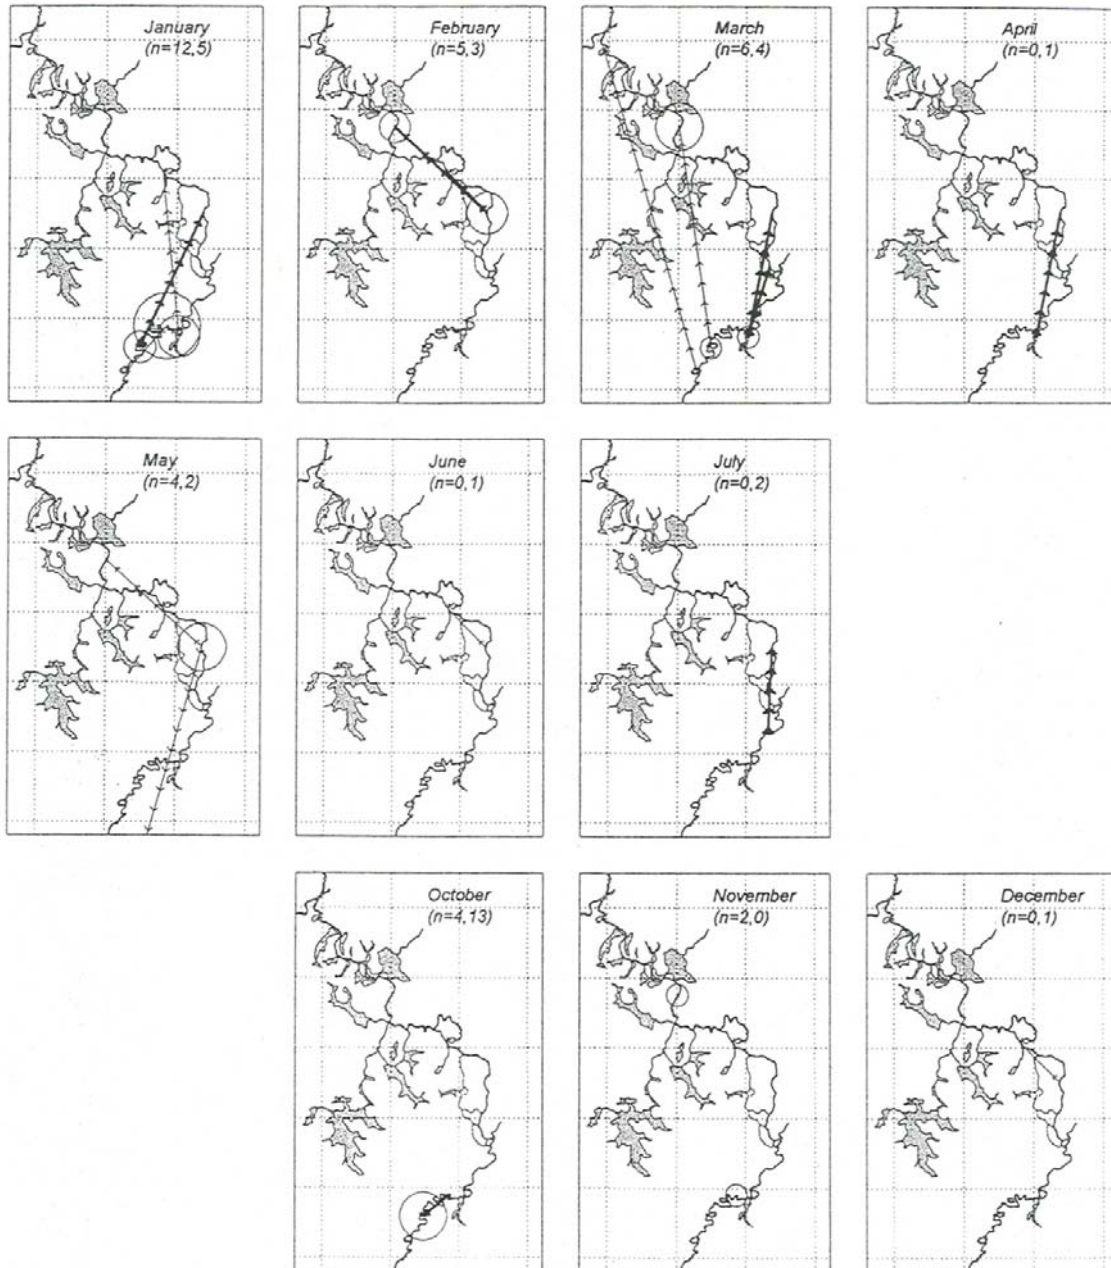 January
(n=12,5)
February
(n=5,3)
March
(n=6,4)
April
(n=0,1)
May
(n=4,2)
June
(n=0,1)
July
(n=0,2)
October
(n=4,13)
November
(n=2,0)
December
(n=0,1)